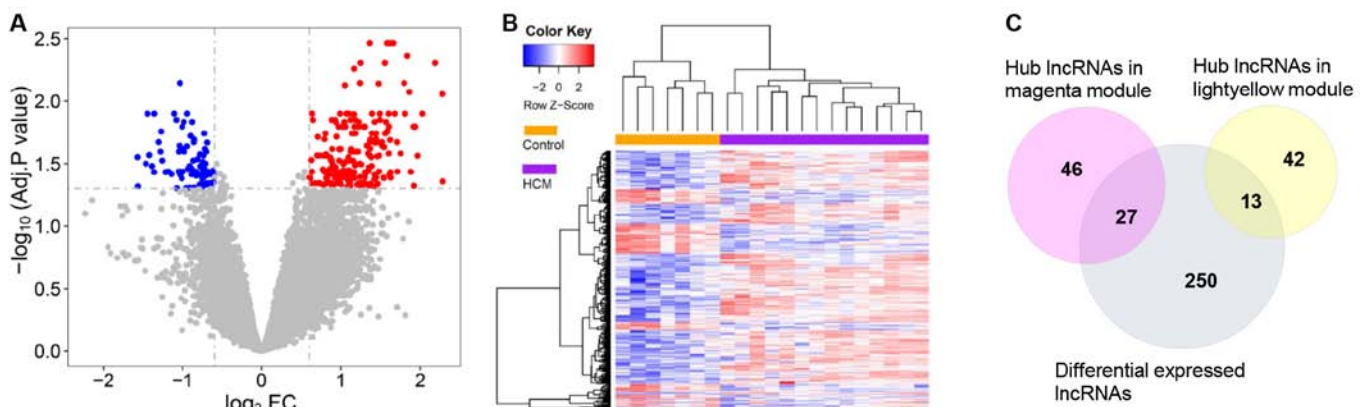 A
2.5
2.0
1.5
1.0
0.5
0.0
−log10 (Adj.P value)
−2
−1
0
1
2
log2 FC
B
Color Key
−2 0 2
Row Z-Score
Control
HCM
C
Hub lncRNAs in
magenta module
Hub lncRNAs in
lightyellow module
46
42
27
13
250
Differential expressed
lncRNAs